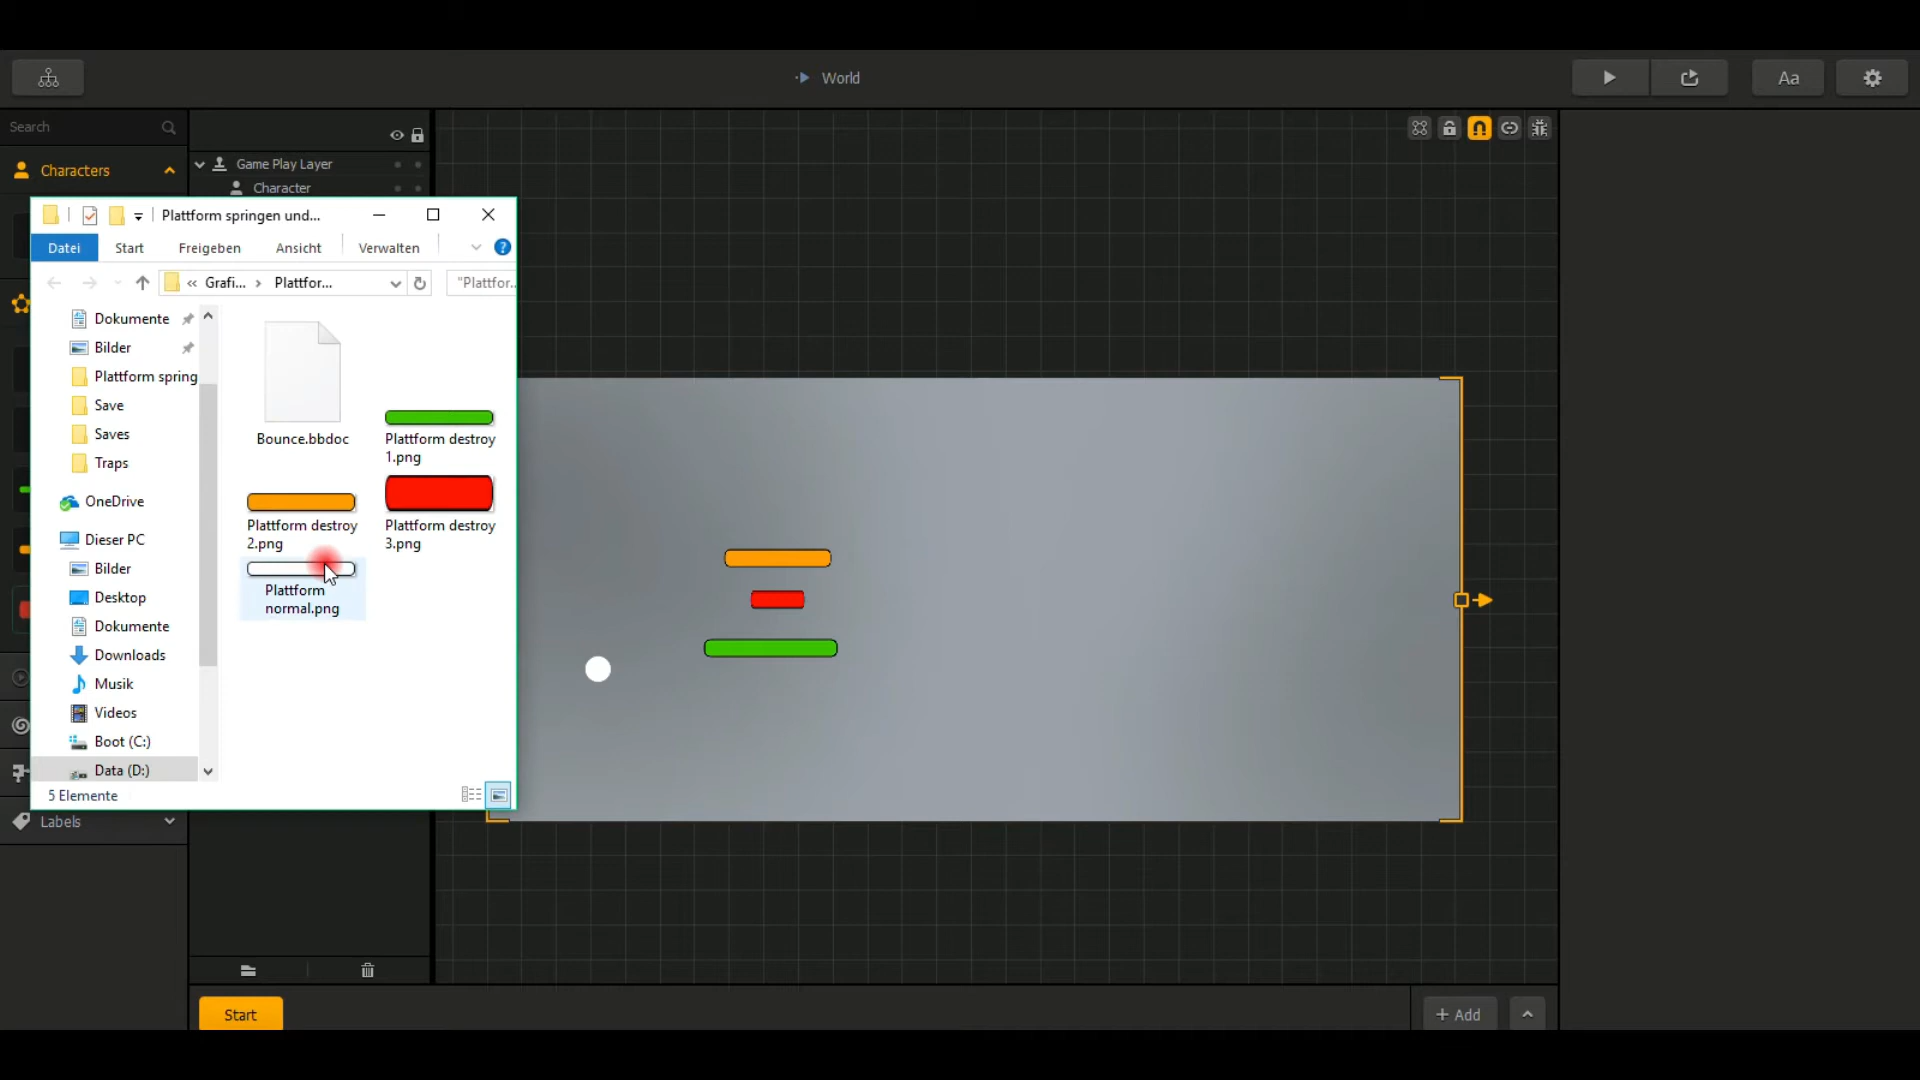 World
Aa
Search
Characters
Game Play Layer
Character
Plattform springen und...
Datei
Start
Freigeben
Ansicht
Verwalten
?
« Grafi... > Plattfor...
"Plattfor...
Dokumente
Bilder
Plattform spring
Save
Saves
Traps
OneDrive
Dieser PC
Bilder
Desktop
Dokumente
Downloads
Musik
Videos
Boot (C:)
Data (D:)
Bounce.bbdoc
Plattform destroy
1.png
Plattform destroy
2.png
Plattform destroy
3.png
Plattform
normal.png
5 Elemente
Labels
Start
+ Add